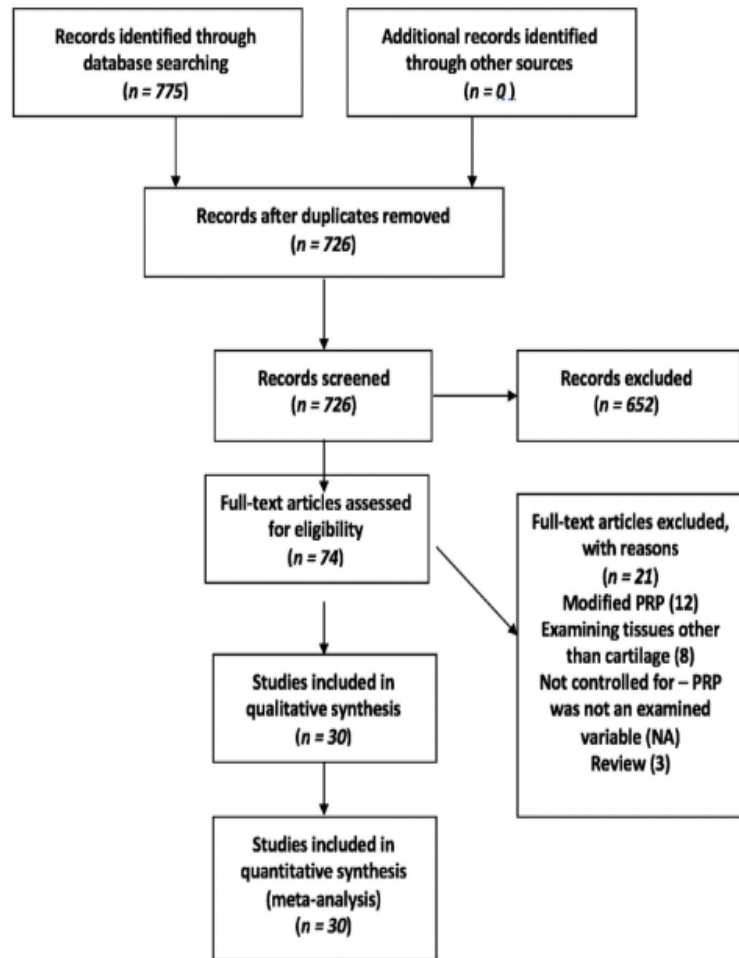 Records identified through
database searching
(n = 775)
Additional records identified
through other sources
(n = 0 )
Records after duplicates removed
(n = 726)
Records screened
(n = 726)
Records excluded
(n = 652)
Full-text articles assessed
for eligibility
(n = 74)
Full-text articles excluded,
with reasons
(n = 21)
Modified PRP (12)
Examining tissues other
than cartilage (8)
Not controlled for – PRP
was not an examined
variable (NA)
Review (3)
Studies included in
qualitative synthesis
(n = 30)
Studies included in
quantitative synthesis
(meta-analysis)
(n = 30)